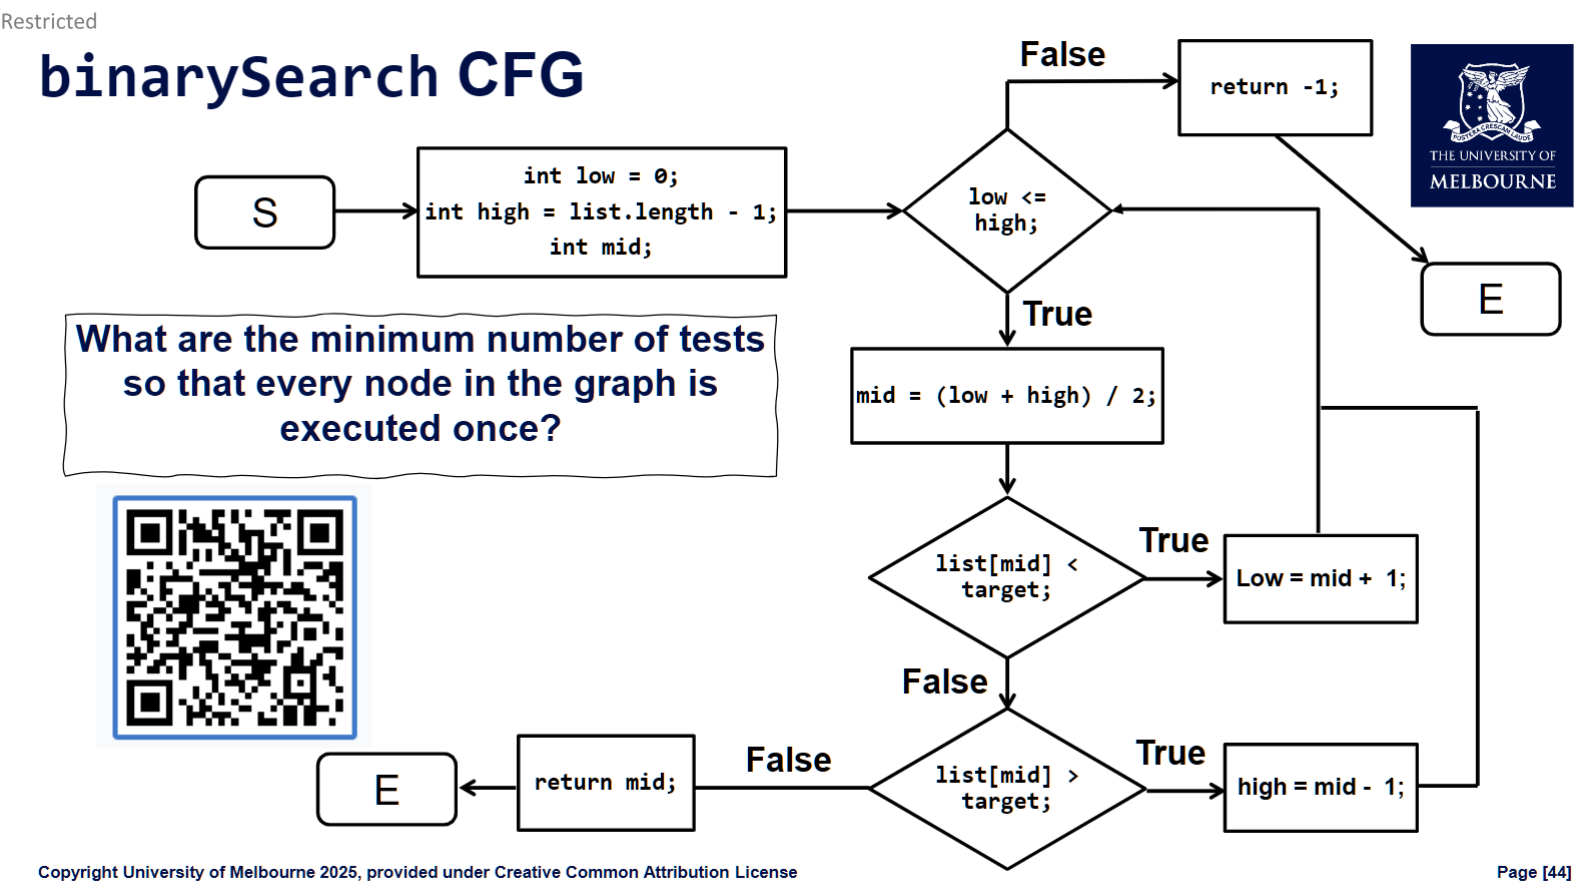 Restricted
binarySearch CFG
False
return -1;
THE UNIVERSITY OF
MELBOURNE
S
int low = 0;
int high = list.length - 1;
int mid;
low <=
high;
E
True
What are the minimum number of tests
so that every node in the graph is
executed once?
mid = (low + high) / 2;
list[mid] <
target;
True
Low = mid + 1;
False
list[mid] >
target;
True
high = mid - 1;
False
return mid;
E
Copyright University of Melbourne 2025, provided under Creative Common Attribution License
Page [44]